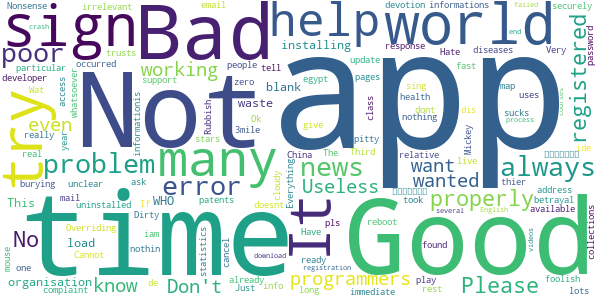 Nonsense
sign
Bad
help
irrelevant
email
crash
devotion
informations
failed
end
world
securely
password
registered
poor
trusts
developer
particular
occurred
installing
response
Hate
diseases
Very
update
people
tell
fast
pages
working
support
Wat
access
year
try
even
really
real
whatsoever
informationis
Not
Rubbish
zero
waste
stars
Ok
3mile
blank
egypt
class
give
app
sing
health
dont
nothing
map
dis
uses
sucks
process
courses
Mickey
pitty
relative
live
thier
ide
problem
many
news
The
Third
China
want
wanted
always
burying
unclear
ask
error
Useless
Everything
cloudy
took
address
betrayal
This
mail
uninstalled
If
WHO
patents
doesnt
It
properly
found
available
collections
No
time
Good
Overriding
Dirty
iam
Cannot
load
nothin
statistics
cancel
Have
pls
reboot
ready
registration
download
several
English
videos
mouse
one
de
already
Just
info
long
programmers
play
rest
immediate
Please
foolish
lots
organisation
complaint
know
Don't